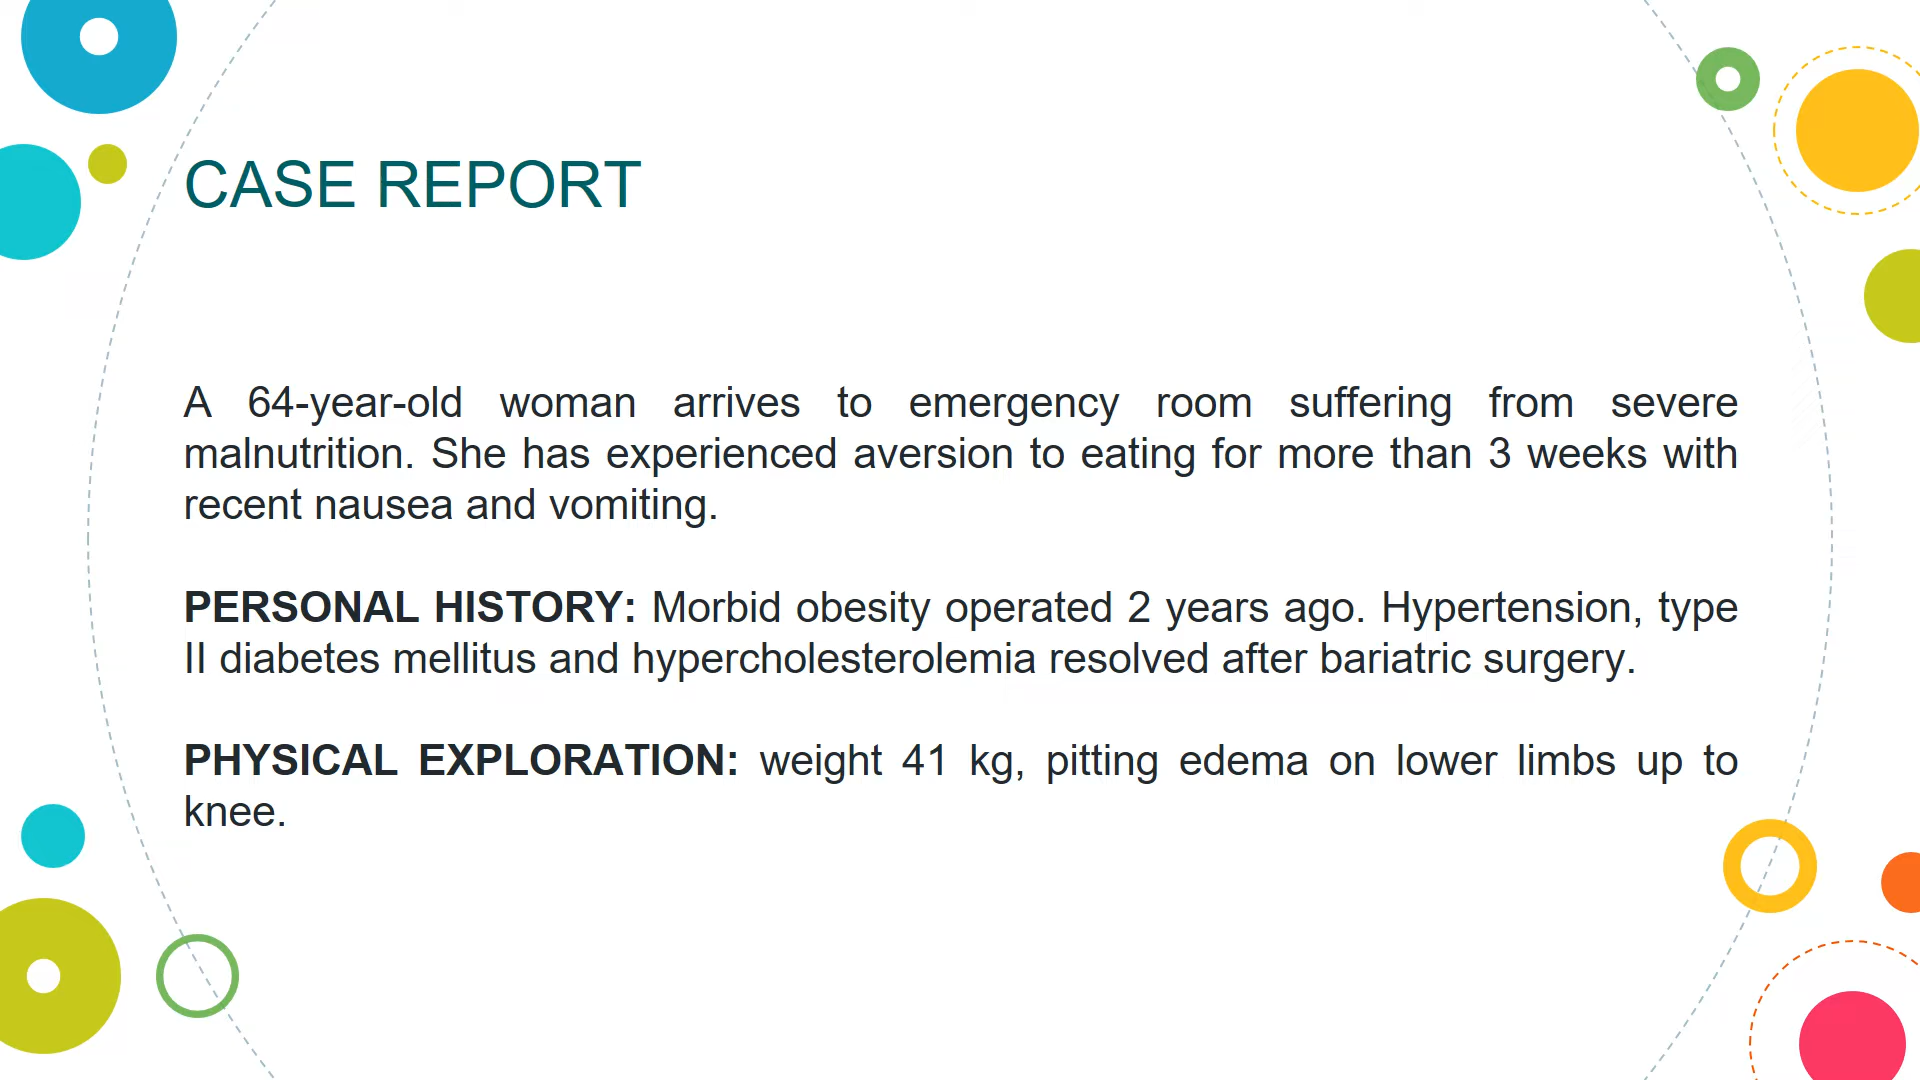 CASE REPORT
A 64-year-old woman arrives to emergency room suffering from severe
malnutrition. She has experienced aversion to eating for more than 3 weeks with
recent nausea and vomiting.
PERSONAL HISTORY: Morbid obesity operated 2 years ago. Hypertension, type
II diabetes mellitus and hypercholesterolemia resolved after bariatric surgery.
PHYSICAL EXPLORATION: weight 41 kg, pitting edema on lower limbs up to
knee.